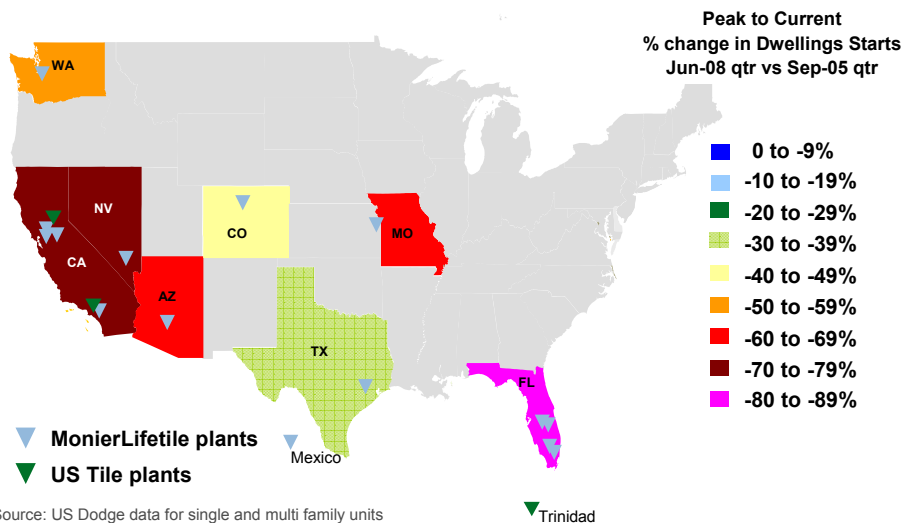 Peak to Current
% change in Dwellings Starts
Jun-08 qtr vs Sep-05 qtr
WA
NV
CO
MO
CA
AZ
TX
FL
0 to -9%
-10 to -19%
-20 to -29%
-30 to -39%
-40 to -49%
-50 to -59%
-60 to -69%
-70 to -79%
-80 to -89%
MonierLifetile plants
US Tile plants
Mexico
Trinidad
Source: US Dodge data for single and multi family units